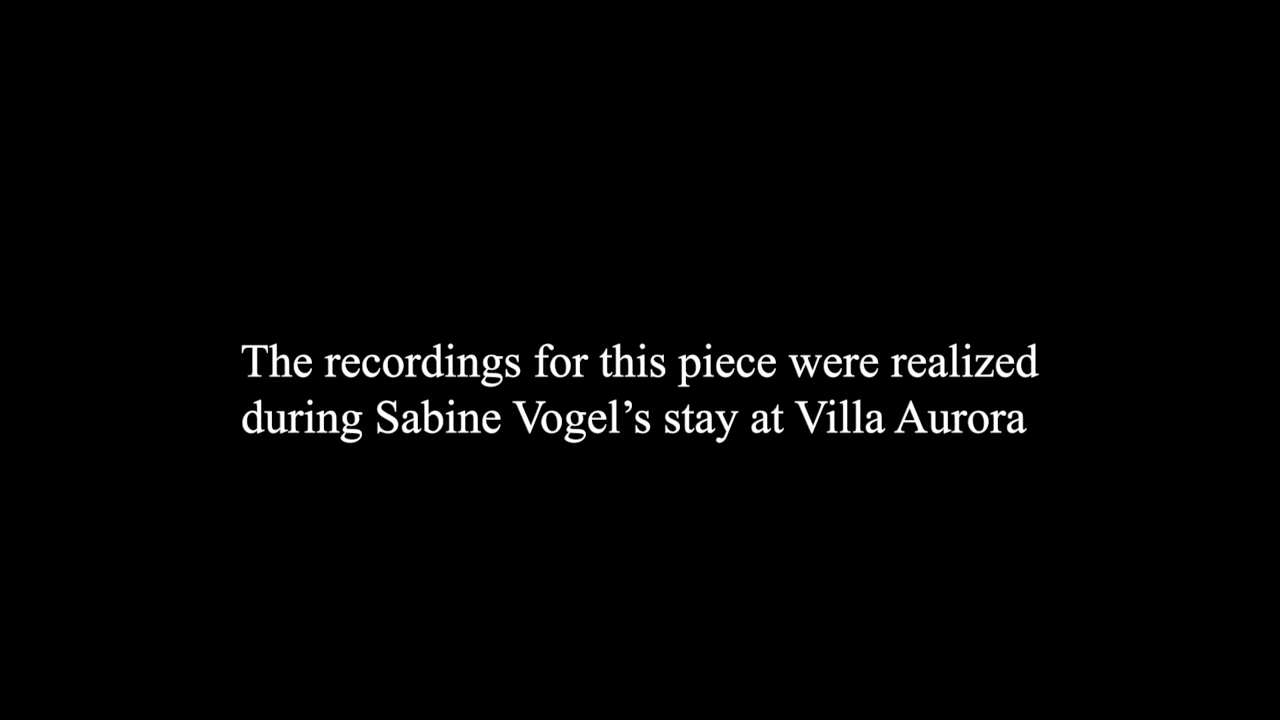 The recordings for this piece were realized
during Sabine Vogel’s stay at Villa Aurora